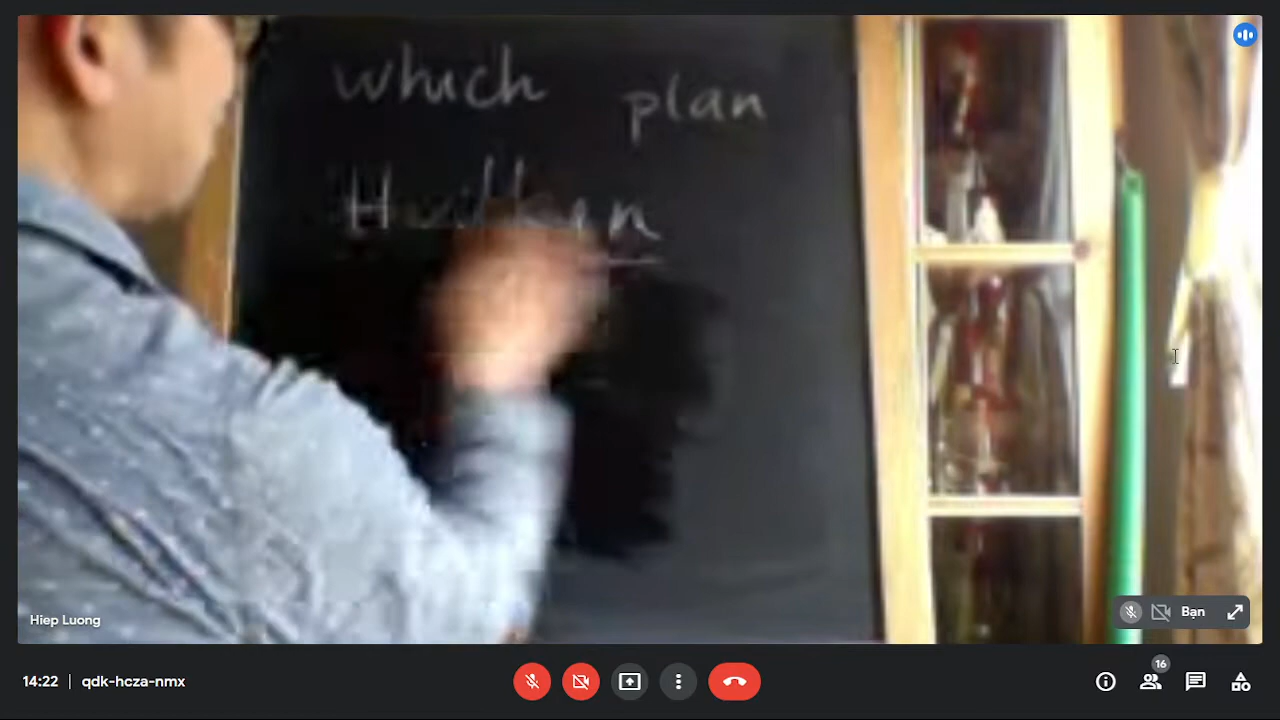 which plan
Hiep Luong
Bạn
14:22 | qdk-hcza-nmx
16